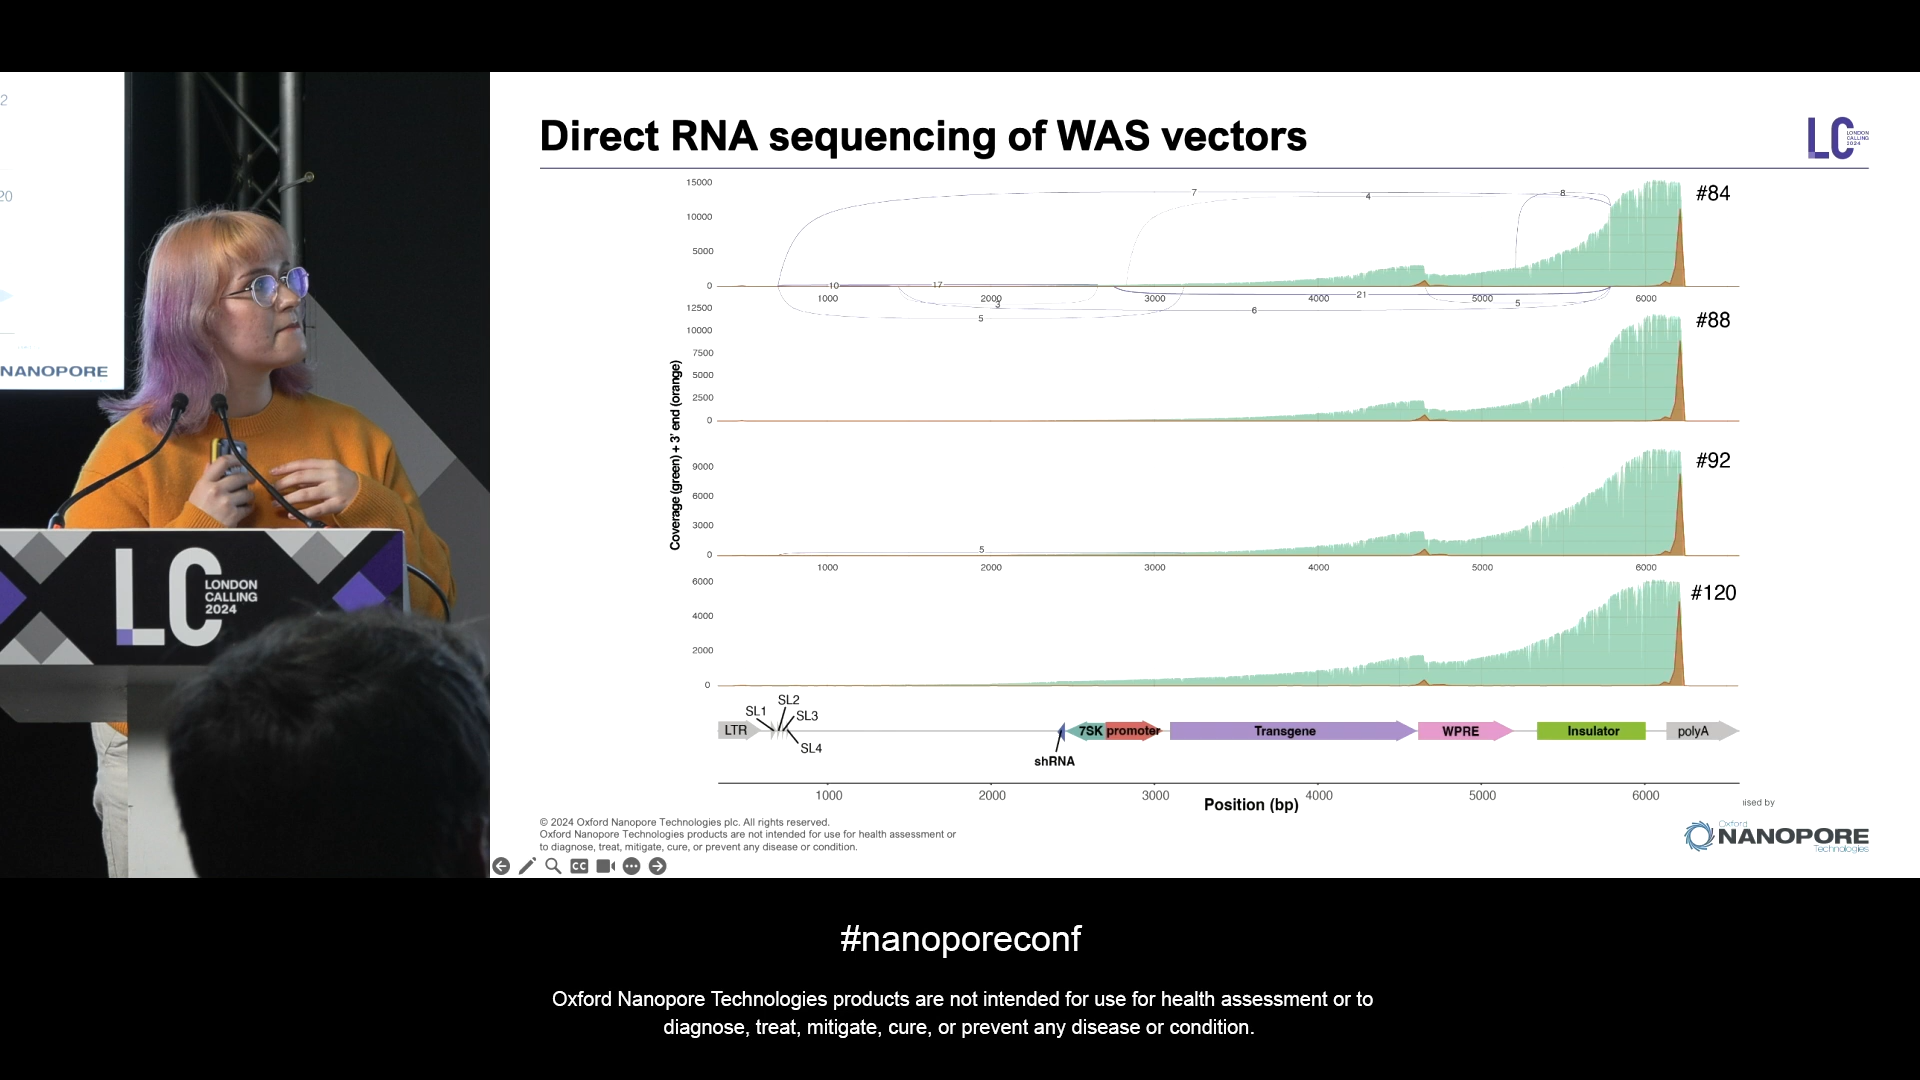 2
20
NANOPORE
LC LONDON CALLING 2024
Direct RNA sequencing of WAS vectors
LC LONDON CALLING 2024
Coverage (green) + 3' end (orange)
15000
10000
5000
0
7
4
8
#84
10
17
1000
2000
3000
4000
5000
6000
3
21
5
5
6
12500
10000
7500
5000
2500
0
#88
9000
6000
3000
0
5
#92
1000
2000
3000
4000
5000
6000
6000
4000
2000
0
#120
SL1
SL2
SL3
SL4
LTR
shRNA
7SK promoter
Transgene
WPRE
Insulator
polyA
1000
2000
3000
4000
5000
6000
Position (bp)
ised by
© 2024 Oxford Nanopore Technologies plc. All rights reserved.
Oxford Nanopore Technologies products are not intended for use for health assessment or
to diagnose, treat, mitigate, cure, or prevent any disease or condition.
Oxford
NANOPORE
Technologies
CC
#nanoporeconf
Oxford Nanopore Technologies products are not intended for use for health assessment or to
diagnose, treat, mitigate, cure, or prevent any disease or condition.